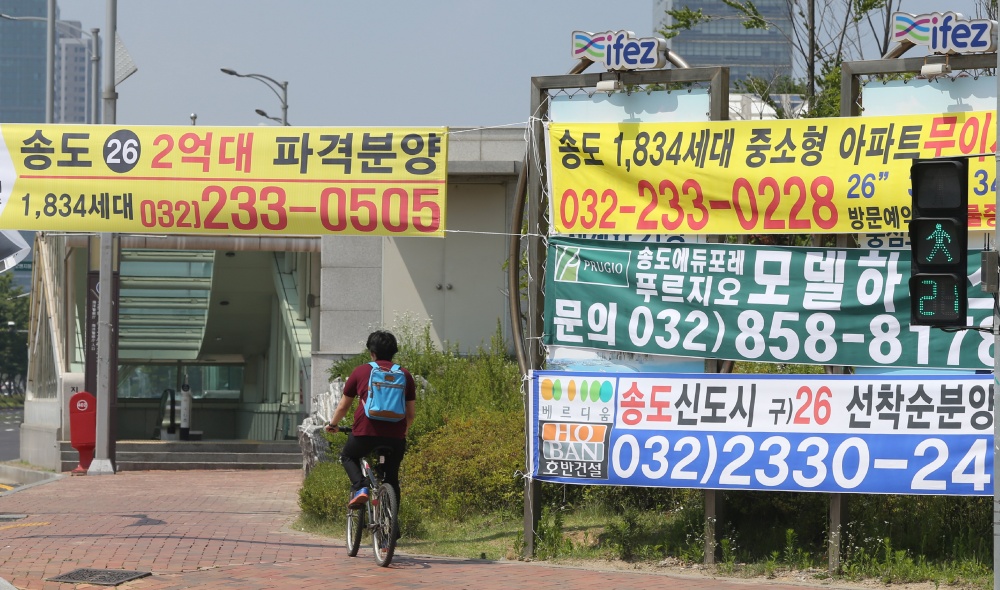 송도 26 2억대 파격분양
1,834세대 032)233-0505
ifez
ifez
송도 1,834세대 중소형 아파트 무이
032-233-0228 26"
방문예약
PRUGIO 송도에듀포레
푸르지오 모델하
문의 032) 858-817
21
베르디움
HO
BAN
호반건설
송도신도시 구)26 선착순분양
032)2330-24